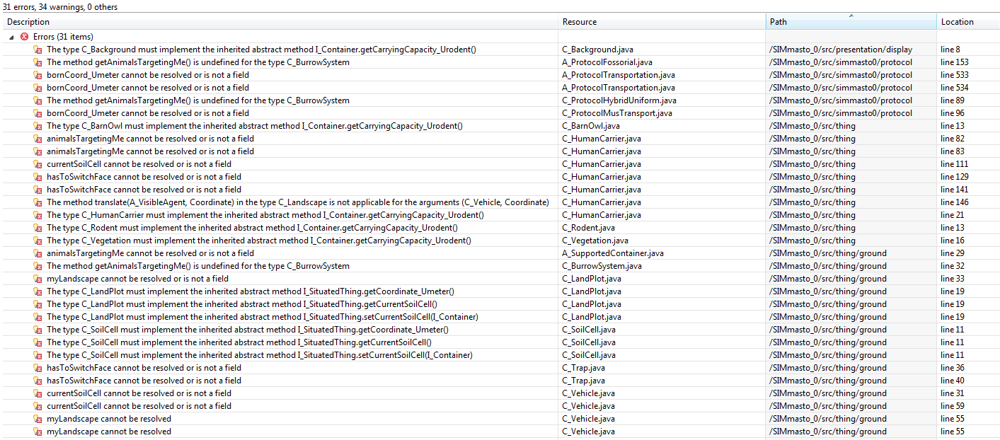 31 errors, 34 warnings, 0 others
Description Resource Path Location
Errors (31 items)
The type C_Background must implement the inherited abstract method I_Container.getCarryingCapacity_Urodent() C_Background.java /SIMmasto_0/src/presentation/display line 8
The method getAnimalsTargetingMe() is undefined for the type C_BurrowSystem A_ProtocolFossorial.java /SIMmasto_0/src/simmasto0/protocol line 153
bornCoord_Umeter cannot be resolved or is not a field A_ProtocolTransportation.java /SIMmasto_0/src/simmasto0/protocol line 533
bornCoord_Umeter cannot be resolved or is not a field A_ProtocolTransportation.java /SIMmasto_0/src/simmasto0/protocol line 534
The method getAnimalsTargetingMe() is undefined for the type C_BurrowSystem C_ProtocolHybridUniform.java /SIMmasto_0/src/simmasto0/protocol line 89
bornCoord_Umeter cannot be resolved or is not a field C_ProtocolMusTransport.java /SIMmasto_0/src/simmasto0/protocol line 96
The type C_BarnOwl must implement the inherited abstract method I_Container.getCarryingCapacity_Urodent() C_BarnOwl.java /SIMmasto_0/src/thing line 13
animalsTargetingMe cannot be resolved or is not a field C_HumanCarrier.java /SIMmasto_0/src/thing line 82
animalsTargetingMe cannot be resolved or is not a field C_HumanCarrier.java /SIMmasto_0/src/thing line 83
currentSoilCell cannot be resolved or is not a field C_HumanCarrier.java /SIMmasto_0/src/thing line 111
hasToSwitchFace cannot be resolved or is not a field C_HumanCarrier.java /SIMmasto_0/src/thing line 129
hasToSwitchFace cannot be resolved or is not a field C_HumanCarrier.java /SIMmasto_0/src/thing line 141
The method translate(A_VisibleAgent, Coordinate) in the type C_Landscape is not applicable for the arguments (C_Vehicle, Coordinate) C_HumanCarrier.java /SIMmasto_0/src/thing line 146
The type C_HumanCarrier must implement the inherited abstract method I_Container.getCarryingCapacity_Urodent() C_HumanCarrier.java /SIMmasto_0/src/thing line 21
The type C_Rodent must implement the inherited abstract method I_Container.getCarryingCapacity_Urodent() C_Rodent.java /SIMmasto_0/src/thing line 13
The type C_Vegetation must implement the inherited abstract method I_Container.getCarryingCapacity_Urodent() C_Vegetation.java /SIMmasto_0/src/thing line 16
animalsTargetingMe cannot be resolved or is not a field A_SupportedContainer.java /SIMmasto_0/src/thing/ground line 29
The method getAnimalsTargetingMe() is undefined for the type C_BurrowSystem C_BurrowSystem.java /SIMmasto_0/src/thing/ground line 32
myLandscape cannot be resolved or is not a field C_LandPlot.java /SIMmasto_0/src/thing/ground line 33
The type C_LandPlot must implement the inherited abstract method I_SituatedThing.getCoordinate_Umeter() C_LandPlot.java /SIMmasto_0/src/thing/ground line 19
The type C_LandPlot must implement the inherited abstract method I_SituatedThing.getCurrentSoilCell() C_LandPlot.java /SIMmasto_0/src/thing/ground line 19
The type C_LandPlot must implement the inherited abstract method I_SituatedThing.setCurrentSoilCell(I_Container) C_LandPlot.java /SIMmasto_0/src/thing/ground line 19
The type C_SoilCell must implement the inherited abstract method I_SituatedThing.getCoordinate_Umeter() C_SoilCell.java /SIMmasto_0/src/thing/ground line 11
The type C_SoilCell must implement the inherited abstract method I_SituatedThing.getCurrentSoilCell() C_SoilCell.java /SIMmasto_0/src/thing/ground line 11
The type C_SoilCell must implement the inherited abstract method I_SituatedThing.setCurrentSoilCell(I_Container) C_SoilCell.java /SIMmasto_0/src/thing/ground line 11
hasToSwitchFace cannot be resolved or is not a field C_Trap.java /SIMmasto_0/src/thing/ground line 36
hasToSwitchFace cannot be resolved or is not a field C_Trap.java /SIMmasto_0/src/thing/ground line 40
currentSoilCell cannot be resolved or is not a field C_Vehicle.java /SIMmasto_0/src/thing/ground line 31
currentSoilCell cannot be resolved or is not a field C_Vehicle.java /SIMmasto_0/src/thing/ground line 59
myLandscape cannot be resolved C_Vehicle.java /SIMmasto_0/src/thing/ground line 55
myLandscape cannot be resolved C_Vehicle.java /SIMmasto_0/src/thing/ground line 55